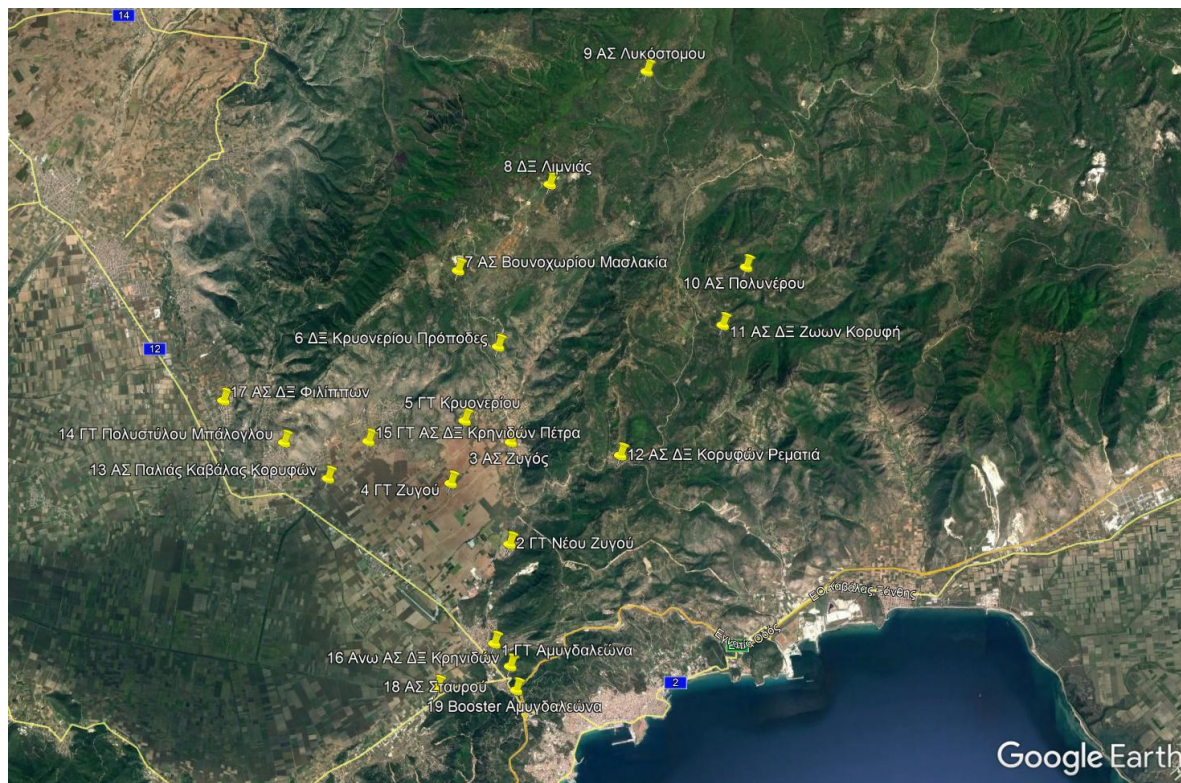 14
9 ΑΣ Λυκόστομου
8 ΔΞ Λιμνιάς
7 ΑΣ Βουνοχωρίου Μασλακία
10 ΑΣ Πολυνέρου
11 ΑΣ ΔΞ Ζωων Κορυφή
6 ΔΞ Κρυονερίου Πρόποδες
12
17 ΑΣ ΔΞ Φιλίππων
5 ΓΤ Κρυονερίου
14 ΓΤ Πολυστύλου Μπάλογλου
15 ΓΤ ΑΣ ΔΞ Κρηνιδών Πέτρα
3 ΑΣ Ζυγός
12 ΑΣ ΔΞ Κορυφών Ρεματιά
13 ΑΣ Παλιάς Καβάλας Κορυφών
4 ΓΤ Ζυγού
2 ΓΤ Νέου Ζυγού
ΕΟ Καβάλας Ξάνθης
Εγνατία Οδός
1 ΓΤ Αμυγδαλεώνα
16 Ανω ΑΣ ΔΞ Κρηνιδών
18 ΑΣ Σταυρού
2
19 Booster Αμυγδαλεώνα
Google Earth